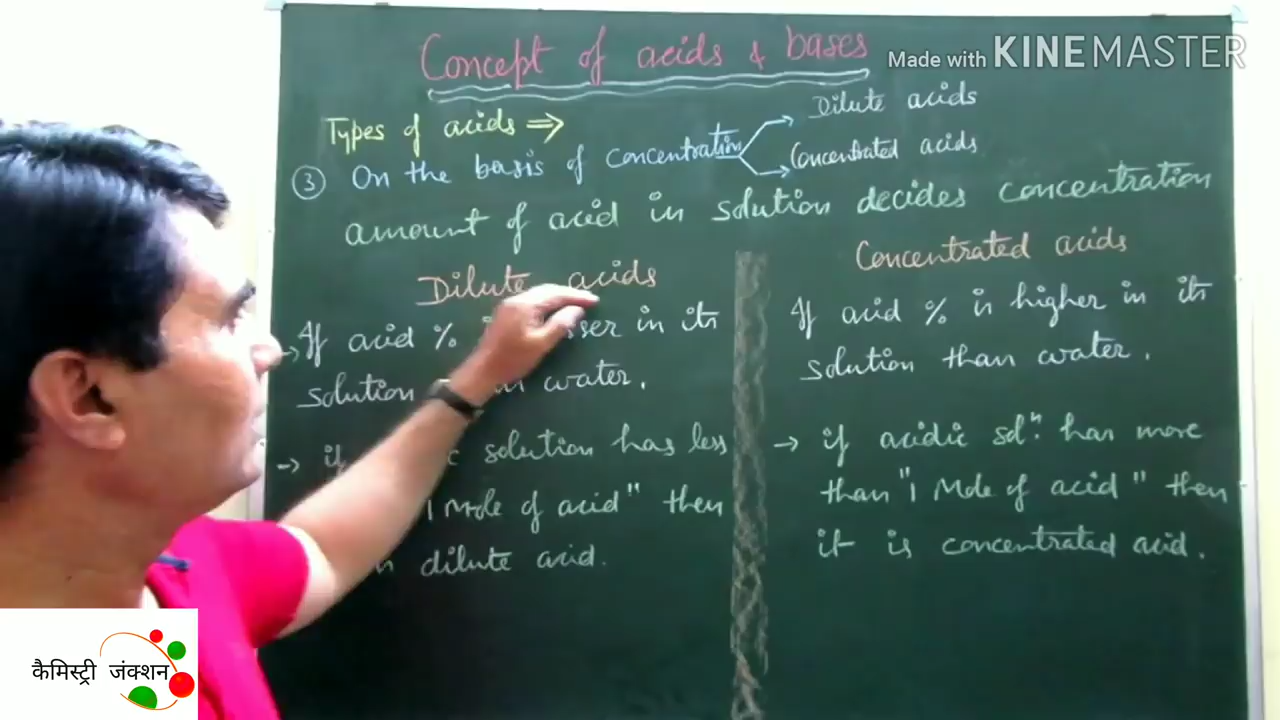 Concept of acids & bases
Made with KINEMASTER
Types of acids ⇒
Dilute acids
③ On the basis of concentration
Concentrated acids
amount of acid in solution decides concentration
Dilute acids
→ If acid % lesser in its
solution water.
→ if solution has less
1 Mole of acid" then
dilute acid.
Concentrated acids
If acid % is higher in its
solution than water.
→ if acidic solⁿ. has more
than "1 Mole of acid" then
it is concentrated acid.
कैमिस्ट्री जंक्शन